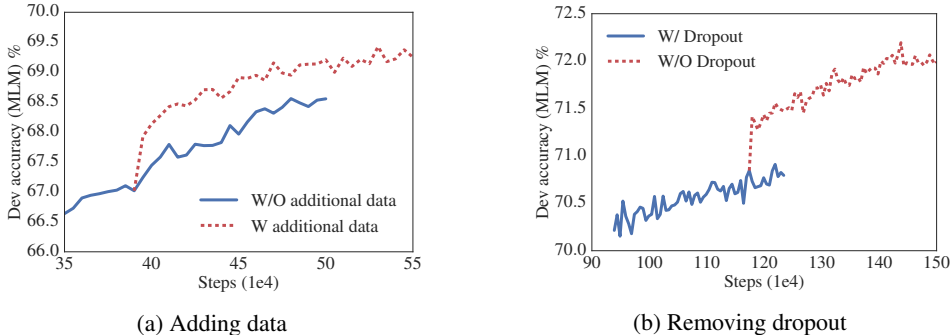 70.0
69.5
69.0
68.5
68.0
67.5
67.0
66.5
66.0
Dev accuracy (MLM) %
W/O additional data
W additional data
35 40 45 50 55
Steps (1e4)
(a) Adding data
72.5
72.0
71.5
71.0
70.5
70.0
Dev accuracy (MLM) %
W/ Dropout
W/O Dropout
90 100 110 120 130 140 150
Steps (1e4)
(b) Removing dropout